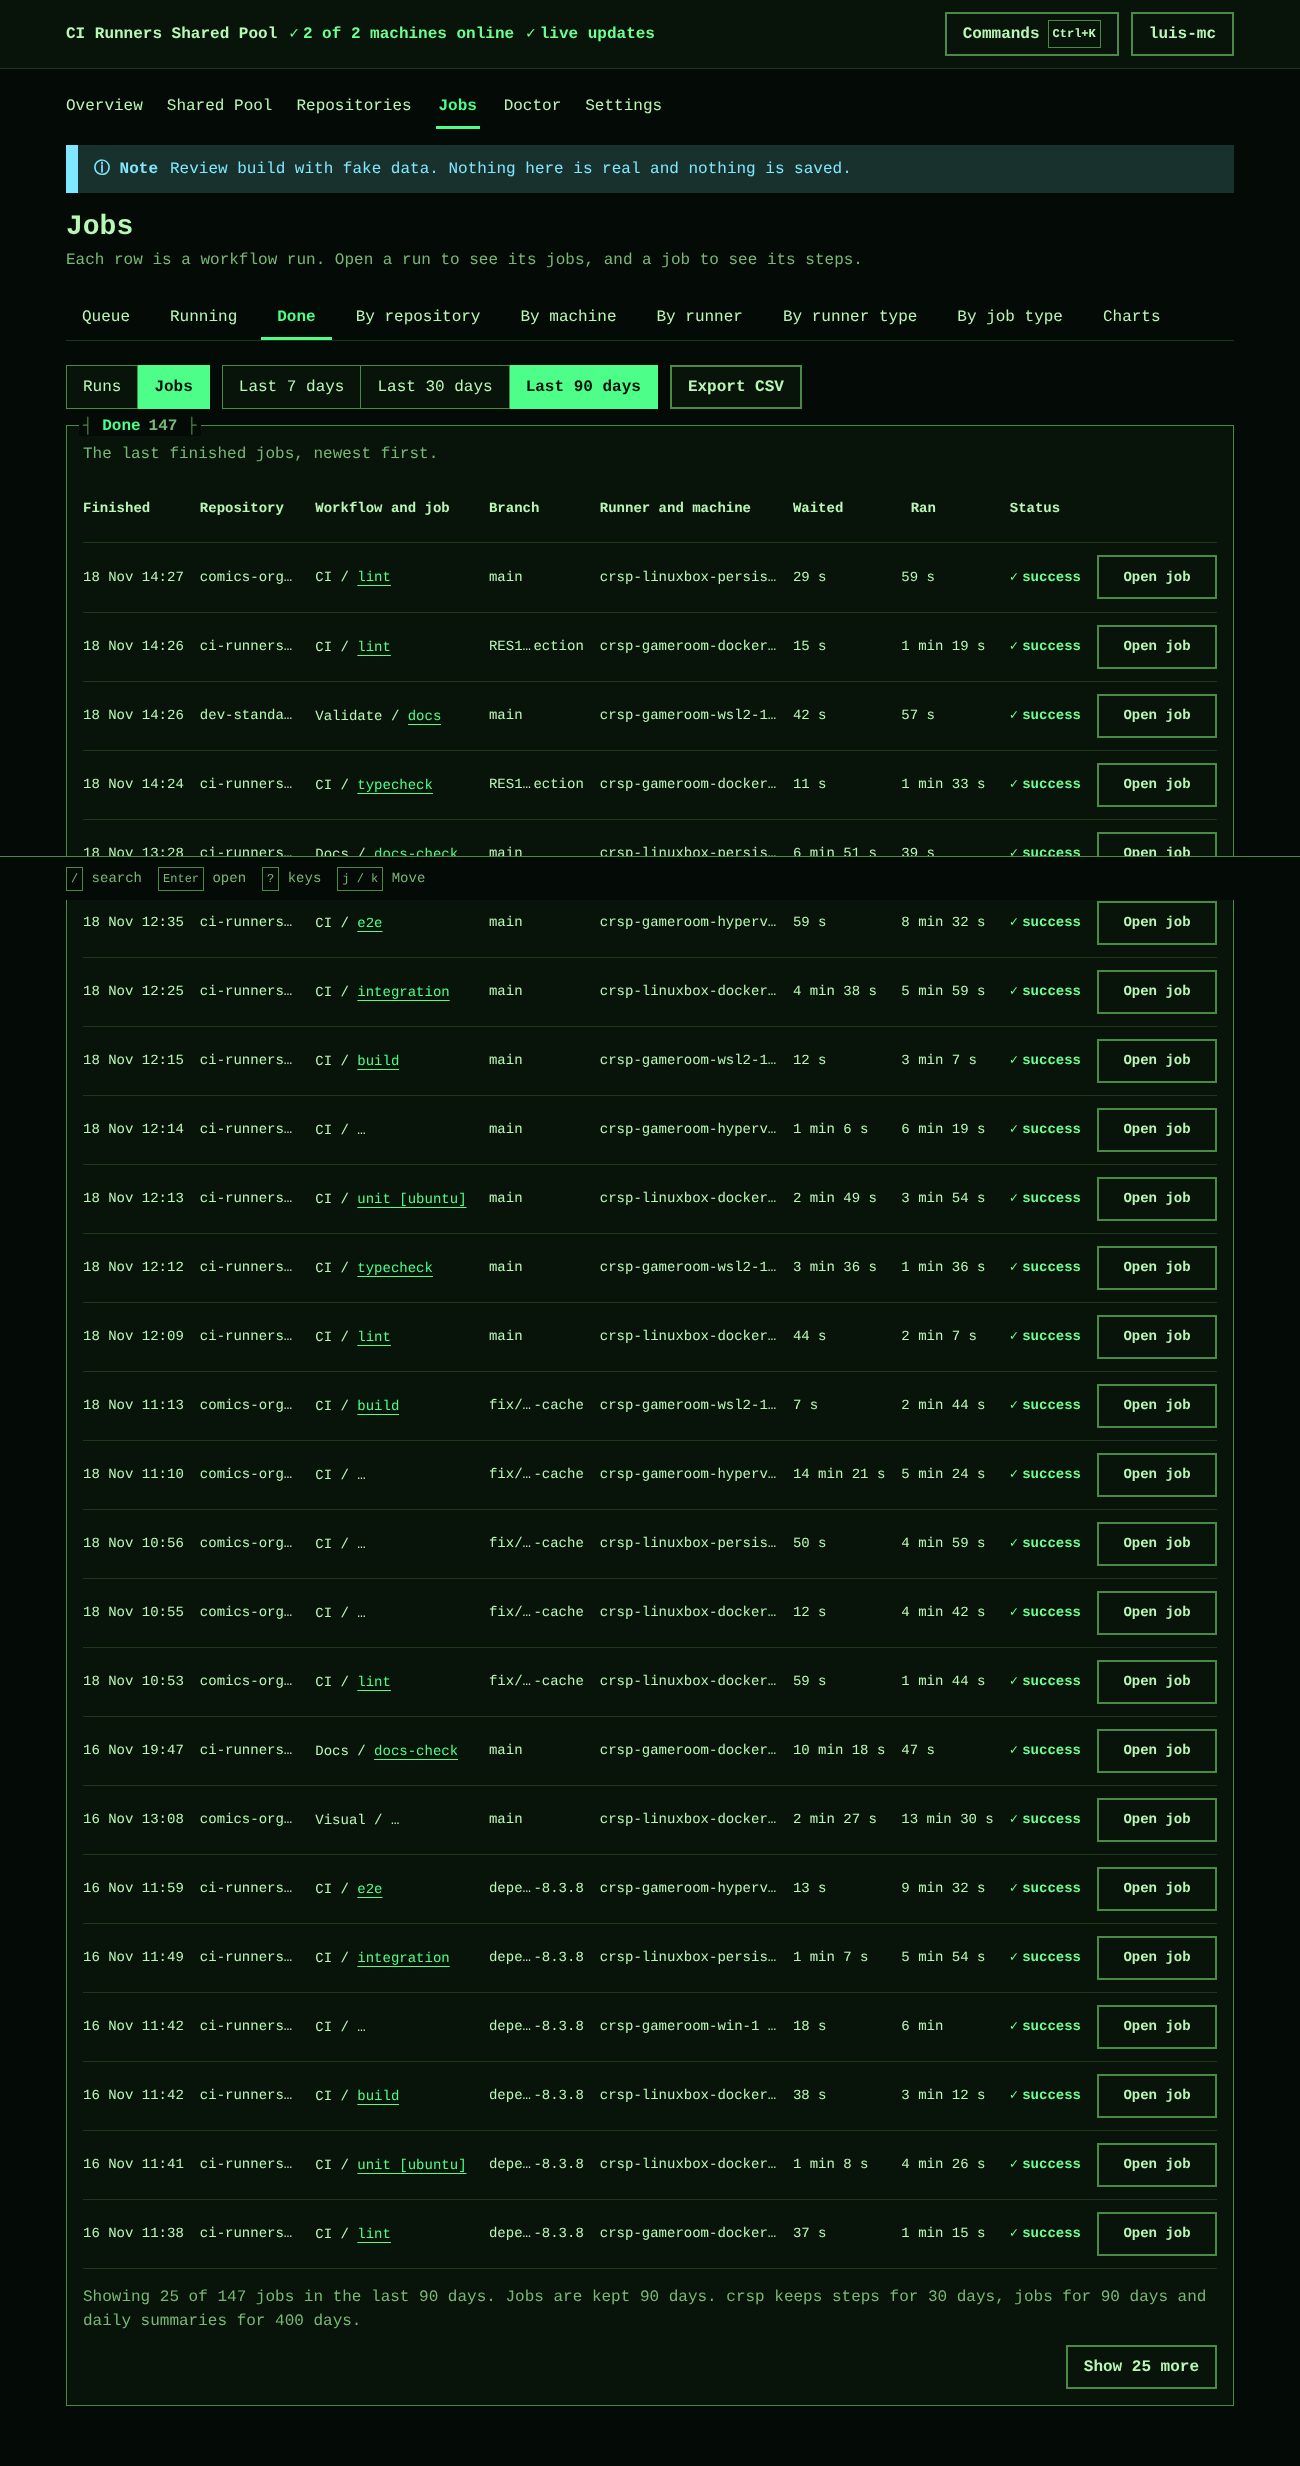 CI Runners Shared Pool ✓ 2 of 2 machines online ✓ live updates Commands Ctrl+K luis-mc
Overview Shared Pool Repositories Jobs Doctor Settings
ⓘ Note Review build with fake data. Nothing here is real and nothing is saved.
Jobs
Each row is a workflow run. Open a run to see its jobs, and a job to see its steps.
Queue Running Done By repository By machine By runner By runner type By job type Charts
Runs Jobs Last 7 days Last 30 days Last 90 days Export CSV
┤ Done 147 ├
The last finished jobs, newest first.
Finished Repository Workflow and job Branch Runner and machine Waited Ran Status
18 Nov 14:27 comics-org… CI / lint main crsp-linuxbox-persis… 29 s 59 s ✓ success Open job
18 Nov 14:26 ci-runners… CI / lint RES1…ection crsp-gameroom-docker… 15 s 1 min 19 s ✓ success Open job
18 Nov 14:26 dev-standa… Validate / docs main crsp-gameroom-wsl2-1… 42 s 57 s ✓ success Open job
18 Nov 14:24 ci-runners… CI / typecheck RES1…ection crsp-gameroom-docker… 11 s 1 min 33 s ✓ success Open job
18 Nov 13:28 ci-runners… Docs / docs-check main crsp-linuxbox-persis… 6 min 51 s 39 s ✓ success Open job
/ search Enter open ? keys j / k Move
18 Nov 12:35 ci-runners… CI / e2e main crsp-gameroom-hyperv… 59 s 8 min 32 s ✓ success Open job
18 Nov 12:25 ci-runners… CI / integration main crsp-linuxbox-docker… 4 min 38 s 5 min 59 s ✓ success Open job
18 Nov 12:15 ci-runners… CI / build main crsp-gameroom-wsl2-1… 12 s 3 min 7 s ✓ success Open job
18 Nov 12:14 ci-runners… CI / … main crsp-gameroom-hyperv… 1 min 6 s 6 min 19 s ✓ success Open job
18 Nov 12:13 ci-runners… CI / unit [ubuntu] main crsp-linuxbox-docker… 2 min 49 s 3 min 54 s ✓ success Open job
18 Nov 12:12 ci-runners… CI / typecheck main crsp-gameroom-wsl2-1… 3 min 36 s 1 min 36 s ✓ success Open job
18 Nov 12:09 ci-runners… CI / lint main crsp-linuxbox-docker… 44 s 2 min 7 s ✓ success Open job
18 Nov 11:13 comics-org… CI / build fix/…-cache crsp-gameroom-wsl2-1… 7 s 2 min 44 s ✓ success Open job
18 Nov 11:10 comics-org… CI / … fix/…-cache crsp-gameroom-hyperv… 14 min 21 s 5 min 24 s ✓ success Open job
18 Nov 10:56 comics-org… CI / … fix/…-cache crsp-linuxbox-persis… 50 s 4 min 59 s ✓ success Open job
18 Nov 10:55 comics-org… CI / … fix/…-cache crsp-linuxbox-docker… 12 s 4 min 42 s ✓ success Open job
18 Nov 10:53 comics-org… CI / lint fix/…-cache crsp-linuxbox-docker… 59 s 1 min 44 s ✓ success Open job
16 Nov 19:47 ci-runners… Docs / docs-check main crsp-gameroom-docker… 10 min 18 s 47 s ✓ success Open job
16 Nov 13:08 comics-org… Visual / … main crsp-linuxbox-docker… 2 min 27 s 13 min 30 s ✓ success Open job
16 Nov 11:59 ci-runners… CI / e2e depe…-8.3.8 crsp-gameroom-hyperv… 13 s 9 min 32 s ✓ success Open job
16 Nov 11:49 ci-runners… CI / integration depe…-8.3.8 crsp-linuxbox-persis… 1 min 7 s 5 min 54 s ✓ success Open job
16 Nov 11:42 ci-runners… CI / … depe…-8.3.8 crsp-gameroom-win-1 … 18 s 6 min ✓ success Open job
16 Nov 11:42 ci-runners… CI / build depe…-8.3.8 crsp-linuxbox-docker… 38 s 3 min 12 s ✓ success Open job
16 Nov 11:41 ci-runners… CI / unit [ubuntu] depe…-8.3.8 crsp-linuxbox-docker… 1 min 8 s 4 min 26 s ✓ success Open job
16 Nov 11:38 ci-runners… CI / lint depe…-8.3.8 crsp-gameroom-docker… 37 s 1 min 15 s ✓ success Open job
Showing 25 of 147 jobs in the last 90 days. Jobs are kept 90 days. crsp keeps steps for 30 days, jobs for 90 days and
daily summaries for 400 days.
Show 25 more